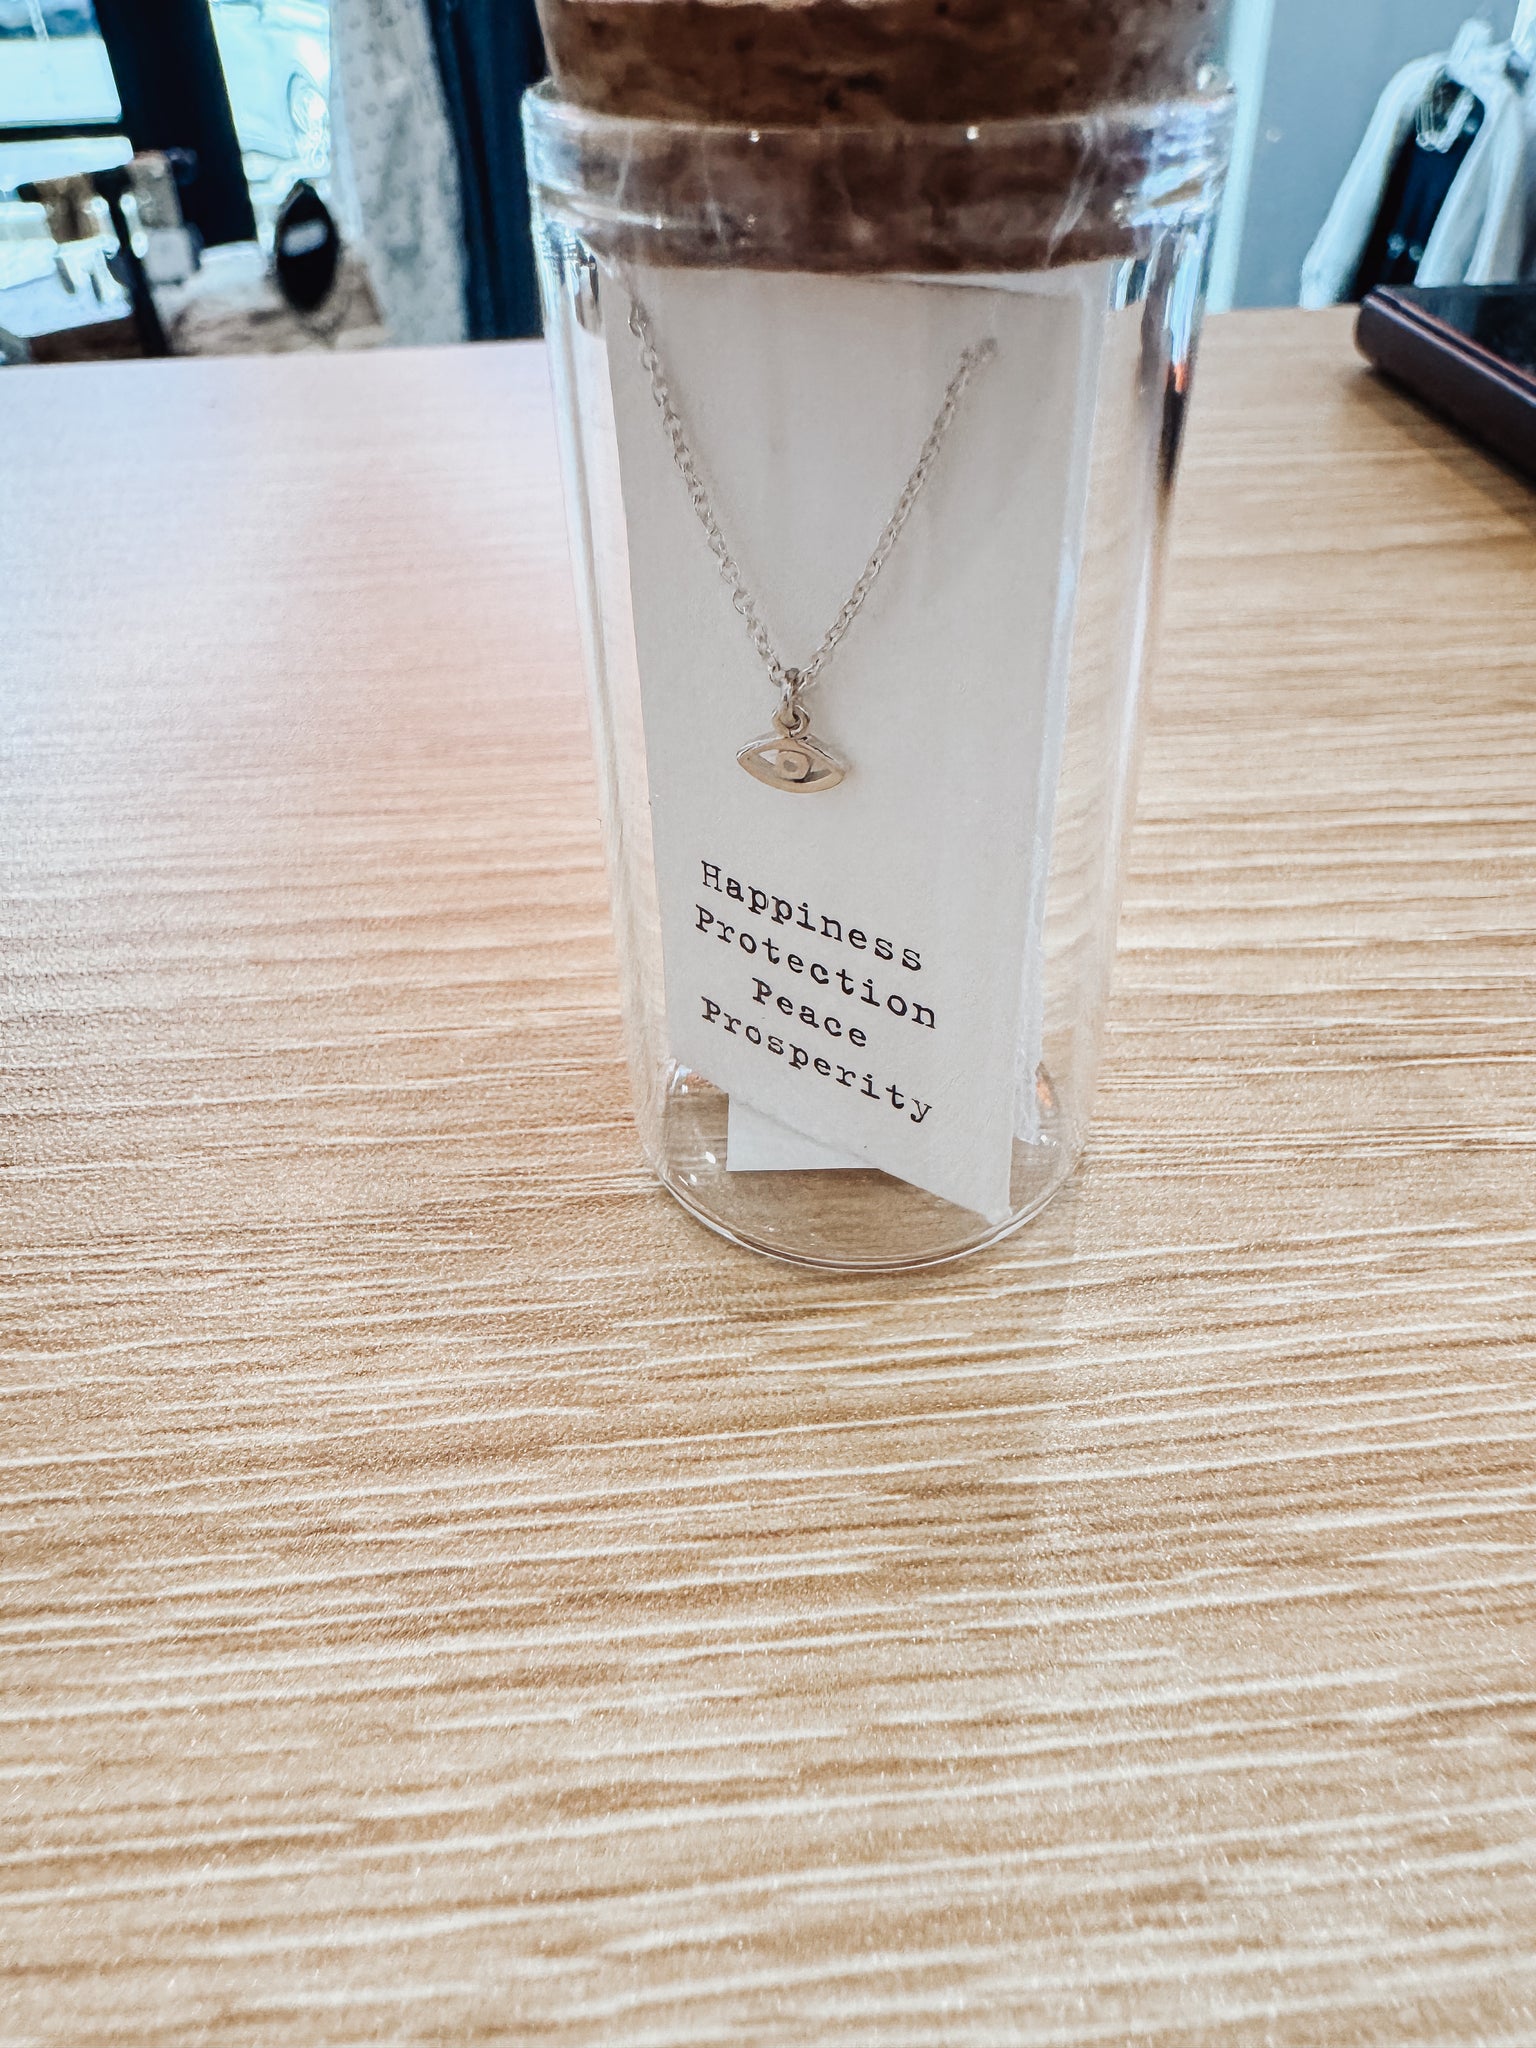 Happiness
Protection
Peace
Prosperity